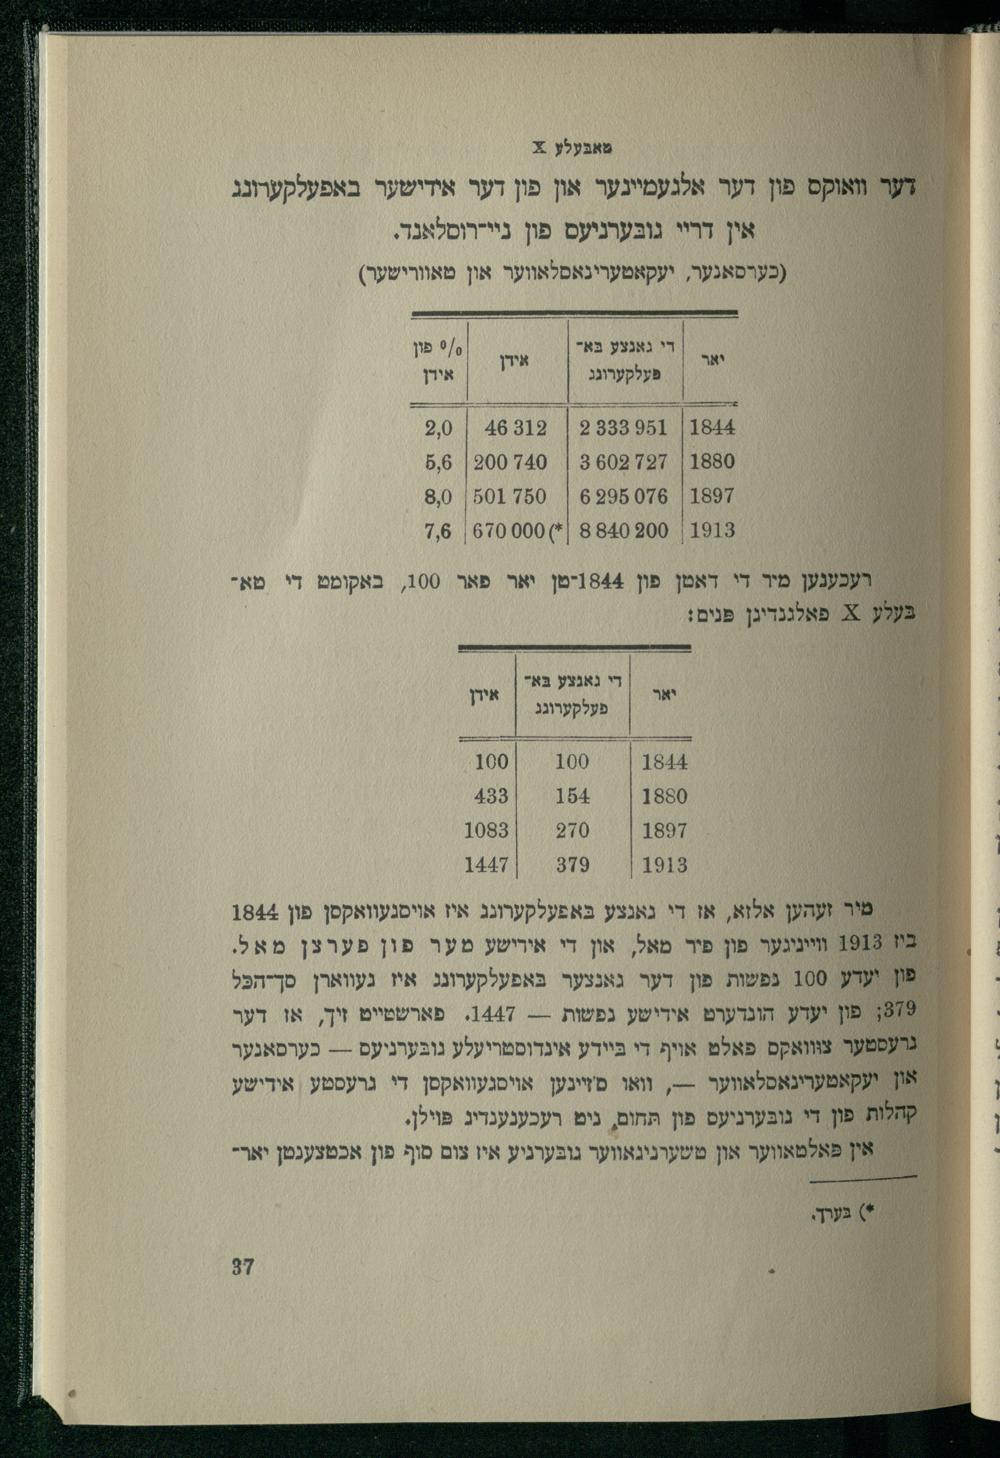 טאבעלע X
דער וואוקס פון דער אלגעמיינער און פון דער אידישער באפעלקערונג
אין דריי גובערניעס פון ניי־רוסלאנד.
(כערסאנער, יעקאטערינאסלאווער און טאוורישער)
יאר | די גאנצע בא־ | אידן | % פון
פעלקערונג | אידן
1844 | 2 333 951 | 46 312 | 2,0
1880 | 3 602 727 | 200 740 | 5,6
1897 | 6 295 076 | 501 750 | 8,0
1913 | 8 840 200 | 670 000(* | 7,6
רעכענען מיר די דאטן פון 1844־טן יאר פאר 100, באקומט די טא־
בעלע X פאלגנדיגן פנים:
יאר | די גאנצע בא־ | אידן
פעלקערונג
1844 | 100 | 100
1880 | 154 | 433
1897 | 270 | 1083
1913 | 379 | 1447
מיר זעהען אלזא, אז די גאנצע באפעלקערונג איז אויסגעוואקסן פון 1844
ביז 1913 ווייניגער פון פיר מאל, און די אידישע מער פון פערצן מאל.
פון יעדע 100 נפשות פון דער גאנצער באפעלקערונג איז געווארן סך־הכל
379; פון יעדע הונדערט אידישע נפשות — 1447. פארשטייט זיך, אז דער
גרעסטער צוּוואקס פאלט אויף די ביידע אינדוסטריעלע גובערניעס — כערסאנער
און יעקאטערינאסלאווער —, וואו ס'זיינען אויסגעוואקסן די גרעסטע אידישע
קהלות פון די גובערניעס פון תחום, ניט רעכענענדיג פוילן.
אין פאלטאווער און טשערניגאווער גובערניע איז צום סוף פון אכטצענטן יאר־
*) בערך.
37